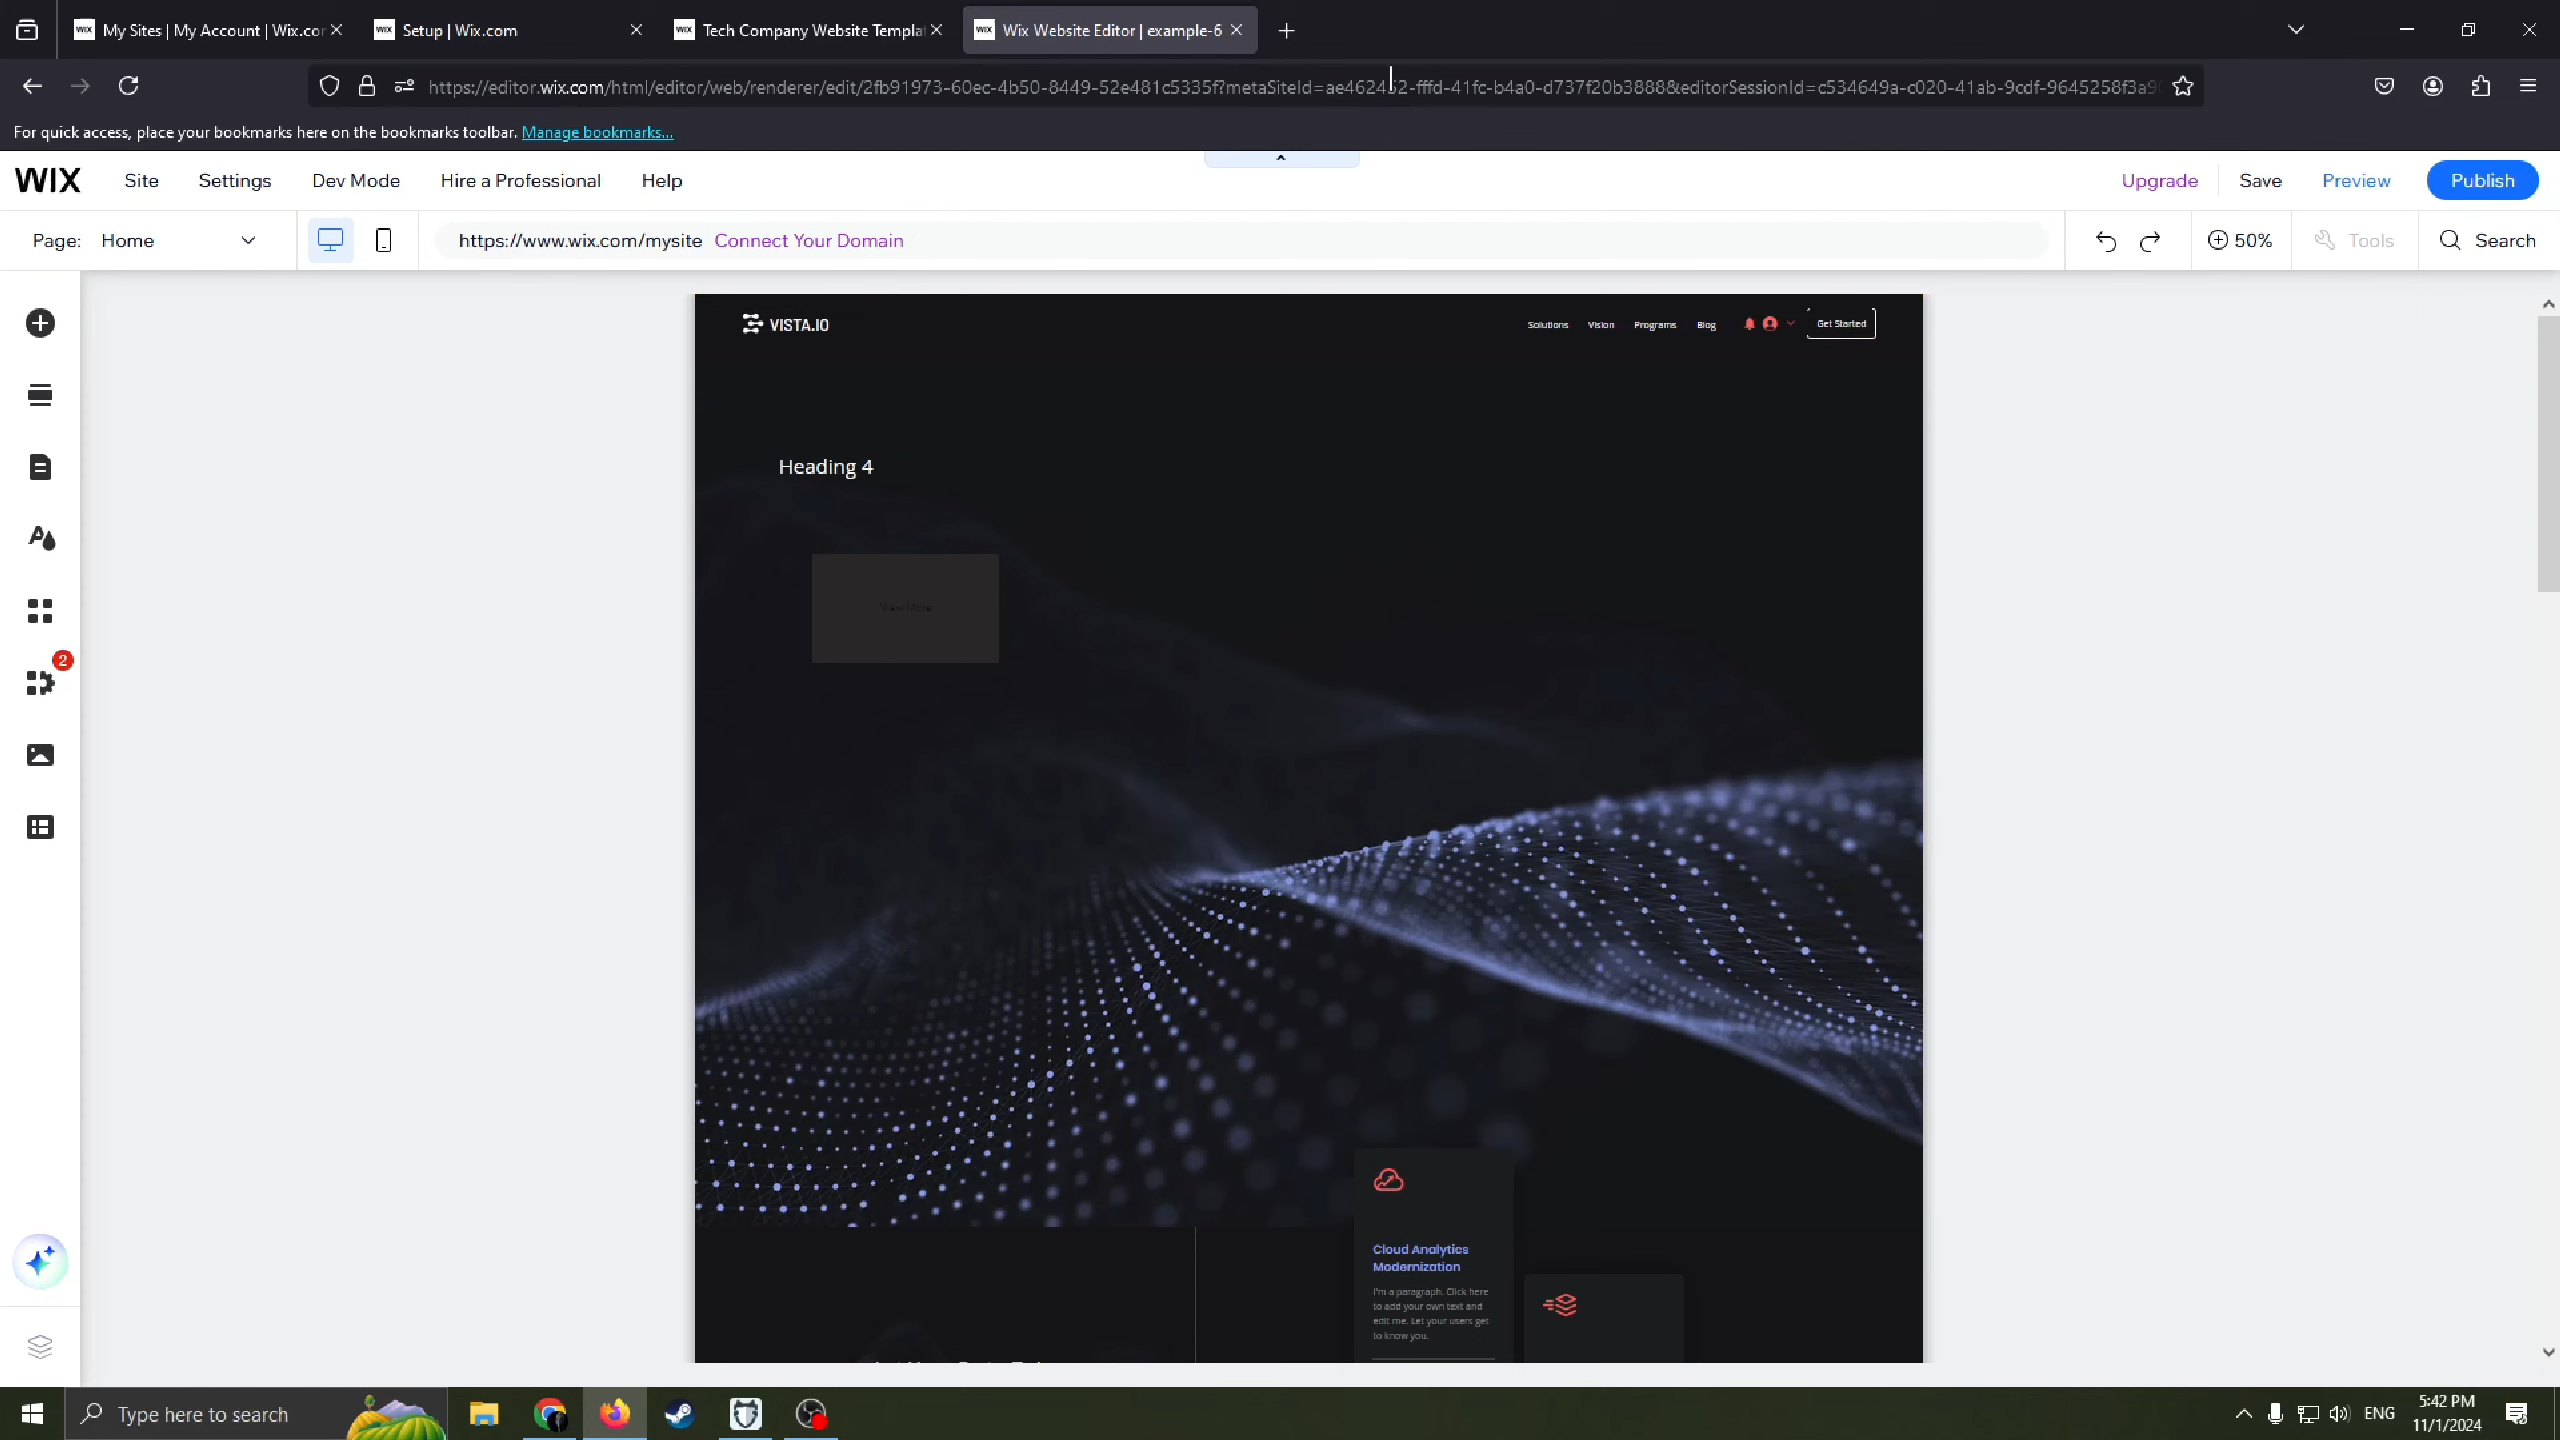 My Sites | My Account | Wix.cor
Setup | Wix.com
Tech Company Website Templa
Wix Website Editor | example-6
https://editor.wix.com/html/editor/web/renderer/edit/2fb91973-60ec-4b50-8449-52e481c5335f?metaSiteId=ae462452-fffd-41fc-b4a0-d737f20b3888&editorSessionId=c534649a-c020-41ab-9cdf-9645258f3a9
For quick access, place your bookmarks here on the bookmarks toolbar. Manage bookmarks...
WIX Site Settings Dev Mode Hire a Professional Help Upgrade Save Preview Publish
Page: Home https://www.wix.com/mysite Connect Your Domain 50% Tools Search
VISTA.IO Solutions Vision Programs Blog Get Started
Heading 4
View More
2
Cloud Analytics
Modernization
I'm a paragraph. Click here
to add your own text and
edit me. Let your users get
to know you.
Type here to search
ENG
5:42 PM
11/1/2024